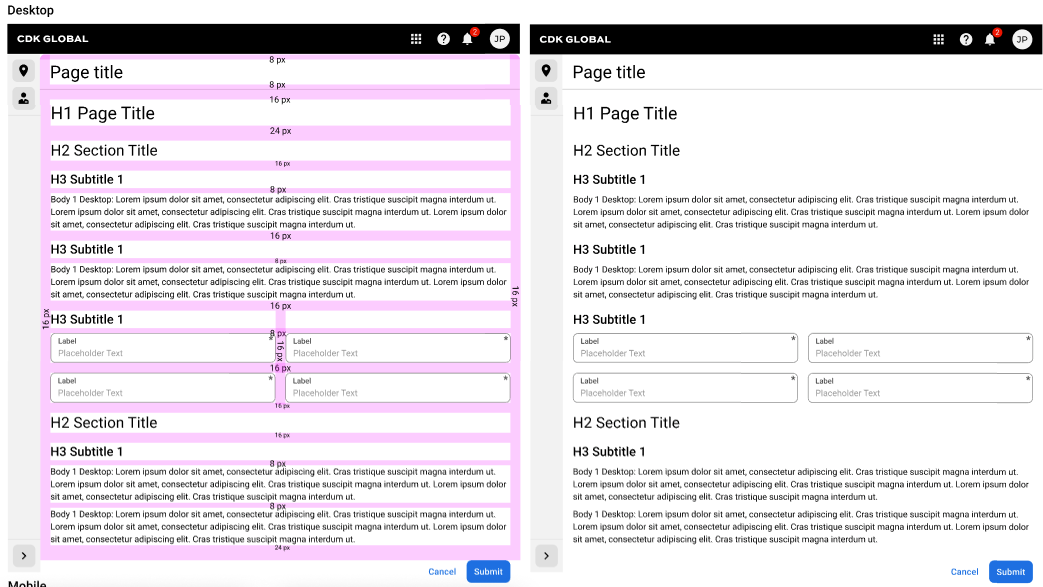 Desktop
CDK GLOBAL
2
JP
8 px
Page title
8 px
16 px
H1 Page Title
24 px
H2 Section Title
16 px
H3 Subtitle 1
8 px
Body 1 Desktop: Lorem ipsum dolor sit amet, consectetur adipiscing elit. Cras tristique suscipit magna interdum ut.
Lorem ipsum dolor sit amet, consectetur adipiscing elit. Cras tristique suscipit magna interdum ut. Lorem ipsum dolor
sit amet, consectetur adipiscing elit. Cras tristique suscipit magna interdum ut.
16 px
H3 Subtitle 1
8 px
Body 1 Desktop: Lorem ipsum dolor sit amet, consectetur adipiscing elit. Cras tristique suscipit magna interdum ut.
Lorem ipsum dolor sit amet, consectetur adipiscing elit. Cras tristique suscipit magna interdum ut. Lorem ipsum dolor
sit amet, consectetur adipiscing elit. Cras tristique suscipit magna interdum ut.
16 px
16 px
16 px
H3 Subtitle 1
8 px
Label * Label *
Placeholder Text Placeholder Text
16 px
16 px
Label * Label *
Placeholder Text Placeholder Text
16 px
H2 Section Title
16 px
H3 Subtitle 1
8 px
Body 1 Desktop: Lorem ipsum dolor sit amet, consectetur adipiscing elit. Cras tristique suscipit magna interdum ut.
Lorem ipsum dolor sit amet, consectetur adipiscing elit. Cras tristique suscipit magna interdum ut. Lorem ipsum dolor
sit amet, consectetur adipiscing elit. Cras tristique suscipit magna interdum ut.
8 px
Body 1 Desktop: Lorem ipsum dolor sit amet, consectetur adipiscing elit. Cras tristique suscipit magna interdum ut.
Lorem ipsum dolor sit amet, consectetur adipiscing elit. Cras tristique suscipit magna interdum ut. Lorem ipsum dolor
sit amet, consectetur adipiscing elit. Cras tristique suscipit magna interdum ut.
24 px
Cancel Submit
Mobile
CDK GLOBAL
2
JP
Page title
H1 Page Title
H2 Section Title
H3 Subtitle 1
Body 1 Desktop: Lorem ipsum dolor sit amet, consectetur adipiscing elit. Cras tristique suscipit magna interdum ut.
Lorem ipsum dolor sit amet, consectetur adipiscing elit. Cras tristique suscipit magna interdum ut. Lorem ipsum dolor
sit amet, consectetur adipiscing elit. Cras tristique suscipit magna interdum ut.
H3 Subtitle 1
Body 1 Desktop: Lorem ipsum dolor sit amet, consectetur adipiscing elit. Cras tristique suscipit magna interdum ut.
Lorem ipsum dolor sit amet, consectetur adipiscing elit. Cras tristique suscipit magna interdum ut. Lorem ipsum dolor
sit amet, consectetur adipiscing elit. Cras tristique suscipit magna interdum ut.
H3 Subtitle 1
Label * Label *
Placeholder Text Placeholder Text
Label * Label *
Placeholder Text Placeholder Text
H2 Section Title
H3 Subtitle 1
Body 1 Desktop: Lorem ipsum dolor sit amet, consectetur adipiscing elit. Cras tristique suscipit magna interdum ut.
Lorem ipsum dolor sit amet, consectetur adipiscing elit. Cras tristique suscipit magna interdum ut. Lorem ipsum dolor
sit amet, consectetur adipiscing elit. Cras tristique suscipit magna interdum ut.
Body 1 Desktop: Lorem ipsum dolor sit amet, consectetur adipiscing elit. Cras tristique suscipit magna interdum ut.
Lorem ipsum dolor sit amet, consectetur adipiscing elit. Cras tristique suscipit magna interdum ut. Lorem ipsum dolor
sit amet, consectetur adipiscing elit. Cras tristique suscipit magna interdum ut.
Cancel Submit